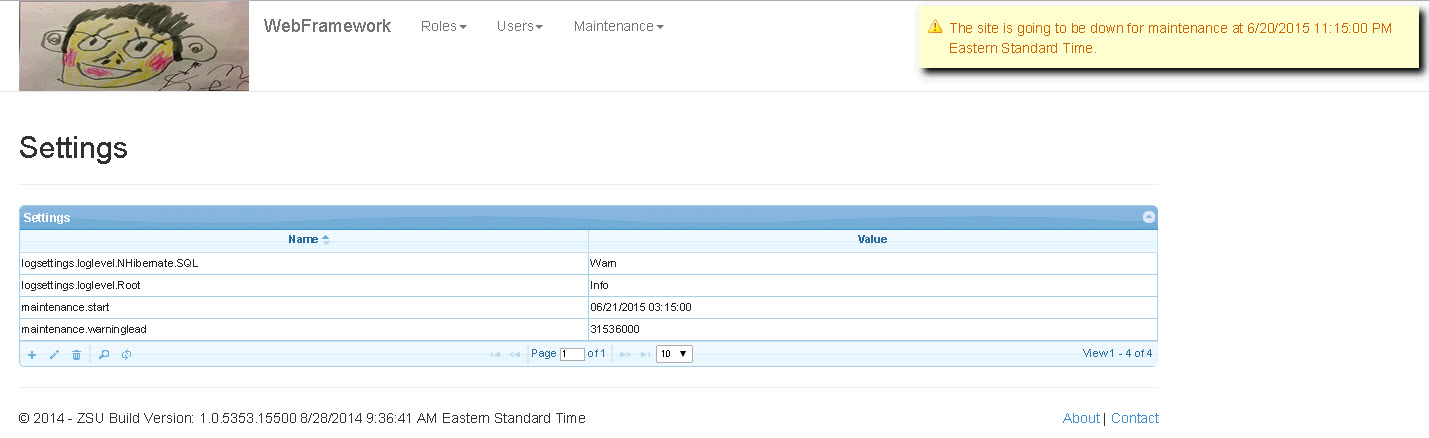 WebFramework Roles Users Maintenance
The site is going to be down for maintenance at 6/20/2015 11:15:00 PM
Eastern Standard Time.
Settings
Settings
Name Value
logsettings.loglevel.NHibernate.SQL Warn
logsettings.loglevel.Root Info
maintenance.start 06/21/2015 03:15:00
maintenance.warninglead 31536000
Page 1 of 1 10 View 1 - 4 of 4
© 2014 - ZSU Build Version: 1.0.5353.15500 8/28/2014 9:36:41 AM Eastern Standard Time About | Contact